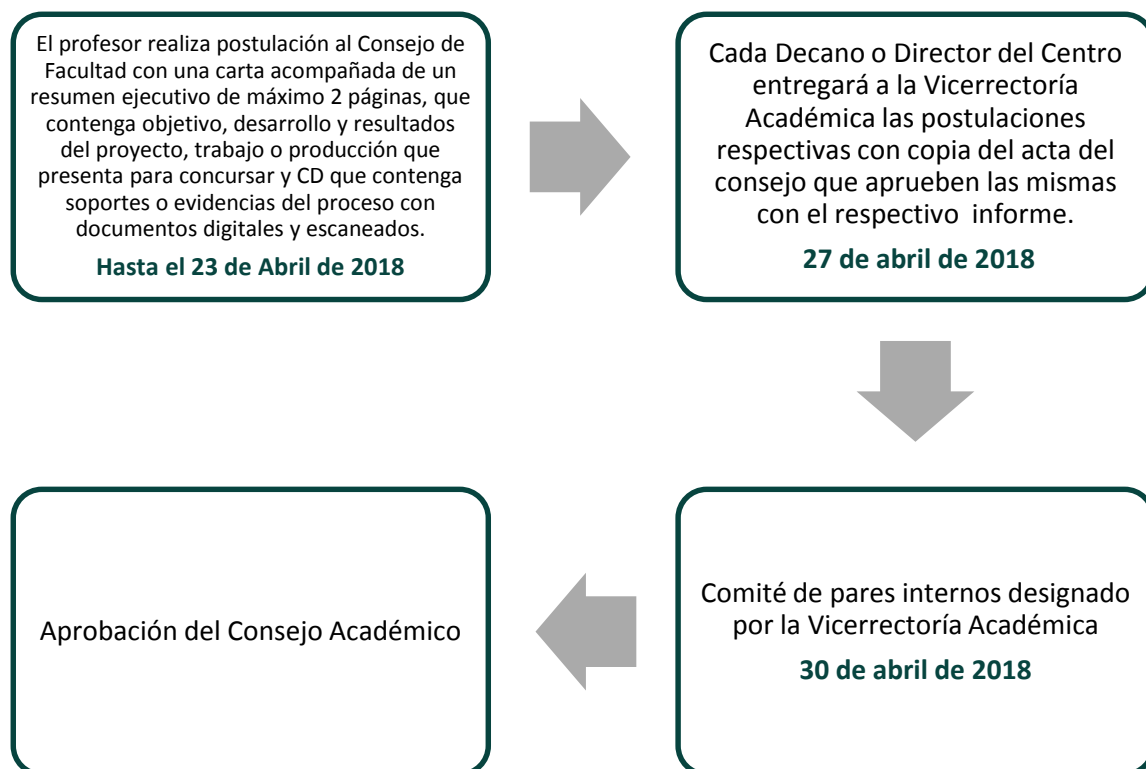 El profesor realiza postulación al Consejo de
Facultad con una carta acompañada de un
resumen ejecutivo de máximo 2 páginas, que
contenga objetivo, desarrollo y resultados
del proyecto, trabajo o producción que
presenta para concursar y CD que contenga
soportes o evidencias del proceso con
documentos digitales y escaneados.
Hasta el 23 de Abril de 2018
Cada Decano o Director del Centro
entregará a la Vicerrectoría
Académica las postulaciones
respectivas con copia del acta del
consejo que aprueben las mismas
con el respectivo informe.
27 de abril de 2018
Comité de pares internos designado
por la Vicerrectoría Académica
30 de abril de 2018
Aprobación del Consejo Académico